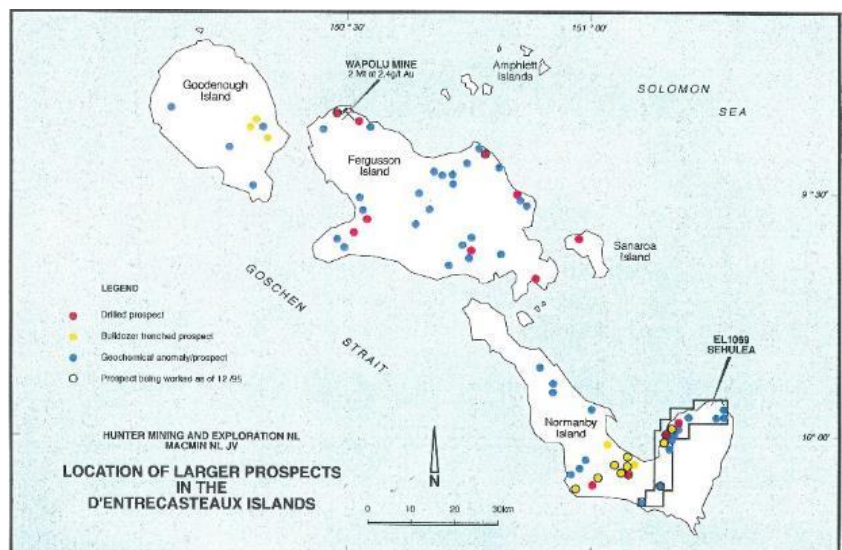 150° 30'
151° 00'
WAPOLU MINE
2 Mt at 2.4g/t Au
Amphlett
Islands
SOLOMON
SEA
Goodenough
Island
Fergusson
Island
9° 30'
Sanaroa
Island
GOSCHEN
STRAIT
LEGEND
Drilled prospect
Bulldozer trenched prospect
Geochemical anomaly/prospect
Prospect being worked as of 12/95
EL1069
SEHULEA
Normanby
Island
10° 00'
HUNTER MINING AND EXPLORATION NL
MACMIN NL JV
LOCATION OF LARGER PROSPECTS
IN THE
D'ENTRECASTEAUX ISLANDS
N
0 10 20 30km